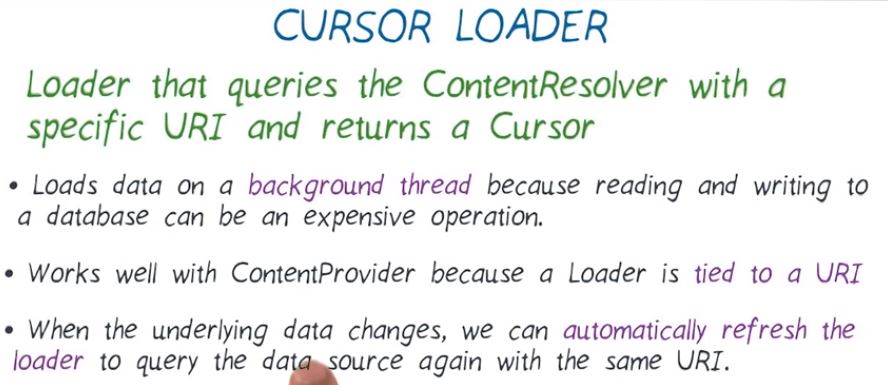 CURSOR LOADER
Loader that queries the ContentResolver with a
specific URI and returns a Cursor
• Loads data on a background thread because reading and writing to
a database can be an expensive operation.
• Works well with ContentProvider because a Loader is tied to a URI
• When the underlying data changes, we can automatically refresh the
loader to query the data source again with the same URI.